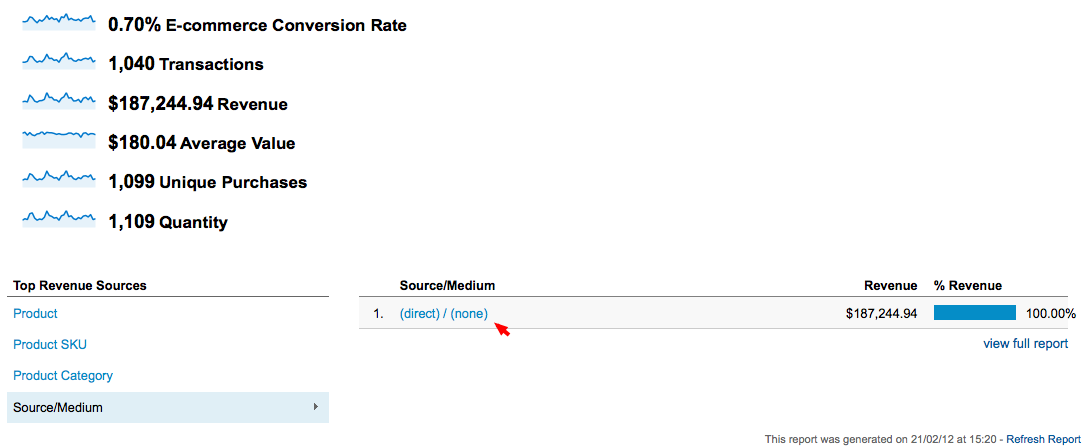 0.70% E-commerce Conversion Rate
1,040 Transactions
$187,244.94 Revenue
$180.04 Average Value
1,099 Unique Purchases
1,109 Quantity
Top Revenue Sources
Product
Product SKU
Product Category
Source/Medium
Source/Medium Revenue % Revenue
1. (direct) / (none) $187,244.94 100.00%
view full report
This report was generated on 21/02/12 at 15:20 - Refresh Report